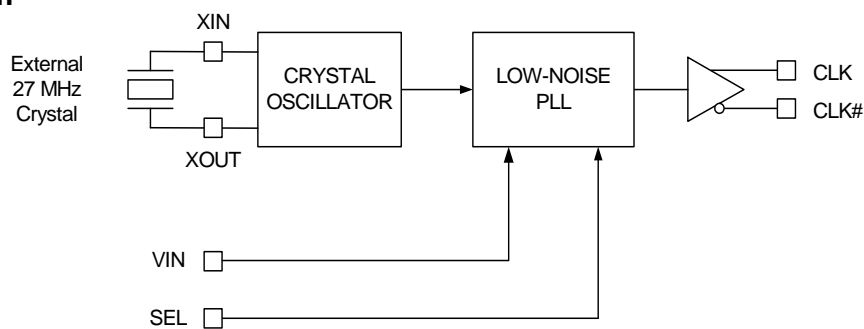 XIN
External
27 MHz
Crystal
XOUT
CRYSTAL
OSCILLATOR
LOW-NOISE
PLL
CLK
CLK#
VIN
SEL